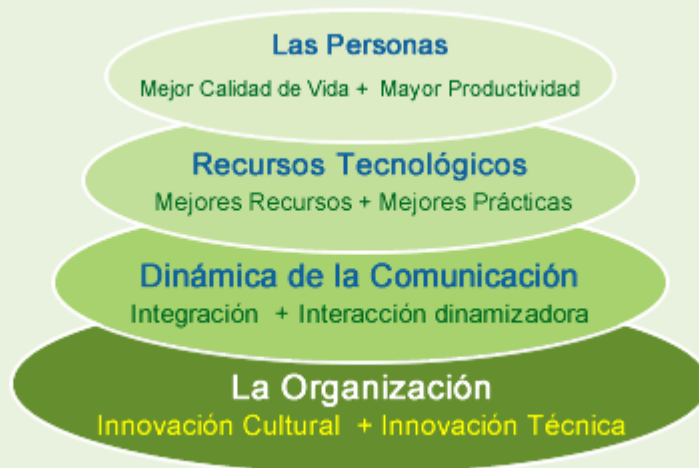 Las Personas
Mejor Calidad de Vida + Mayor Productividad
Recursos Tecnológicos
Mejores Recursos + Mejores Prácticas
Dinámica de la Comunicación
Integración + Interacción dinamizadora
La Organización
Innovación Cultural + Innovación Técnica